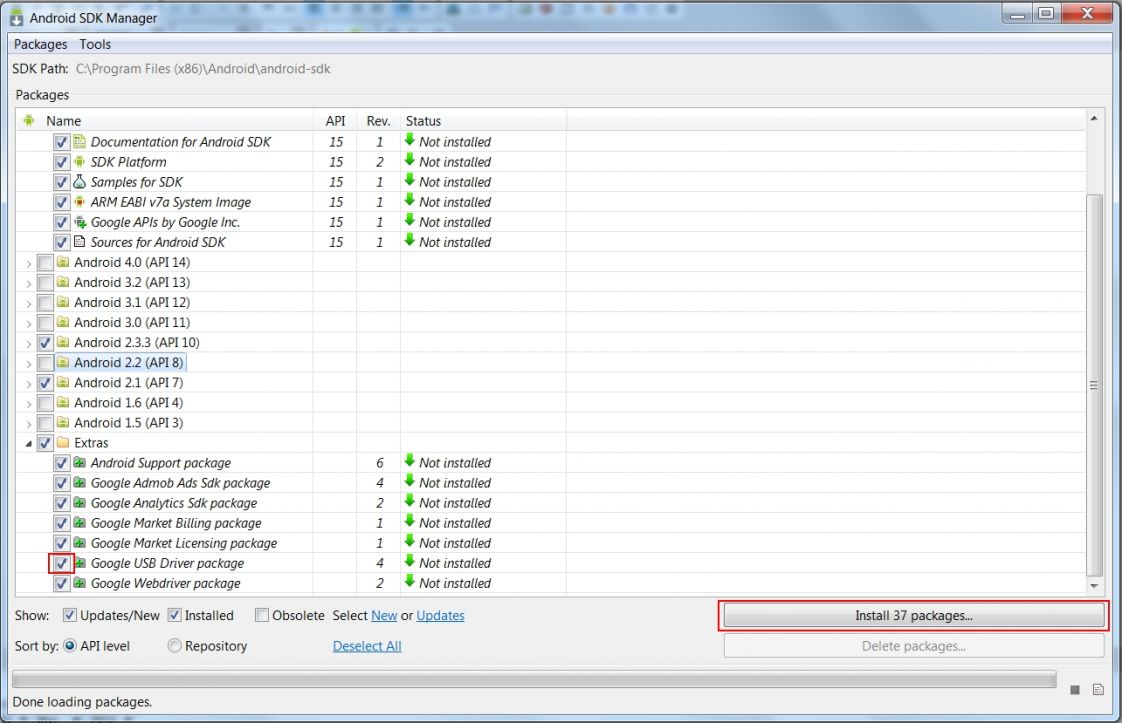 Android SDK Manager
Packages Tools
SDK Path: C:\Program Files (x86)\Android\android-sdk
Packages
Name API Rev. Status
Documentation for Android SDK 15 1 Not installed
SDK Platform 15 2 Not installed
Samples for SDK 15 1 Not installed
ARM EABI v7a System Image 15 1 Not installed
Google APIs by Google Inc. 15 1 Not installed
Sources for Android SDK 15 1 Not installed
Android 4.0 (API 14)
Android 3.2 (API 13)
Android 3.1 (API 12)
Android 3.0 (API 11)
Android 2.3.3 (API 10)
Android 2.2 (API 8)
Android 2.1 (API 7)
Android 1.6 (API 4)
Android 1.5 (API 3)
Extras
Android Support package 6 Not installed
Google Admob Ads Sdk package 4 Not installed
Google Analytics Sdk package 2 Not installed
Google Market Billing package 1 Not installed
Google Market Licensing package 1 Not installed
Google USB Driver package 4 Not installed
Google Webdriver package 2 Not installed
Show: Updates/New Installed Obsolete Select New or Updates Install 37 packages...
Sort by: API level Repository Deselect All Delete packages...
Done loading packages.